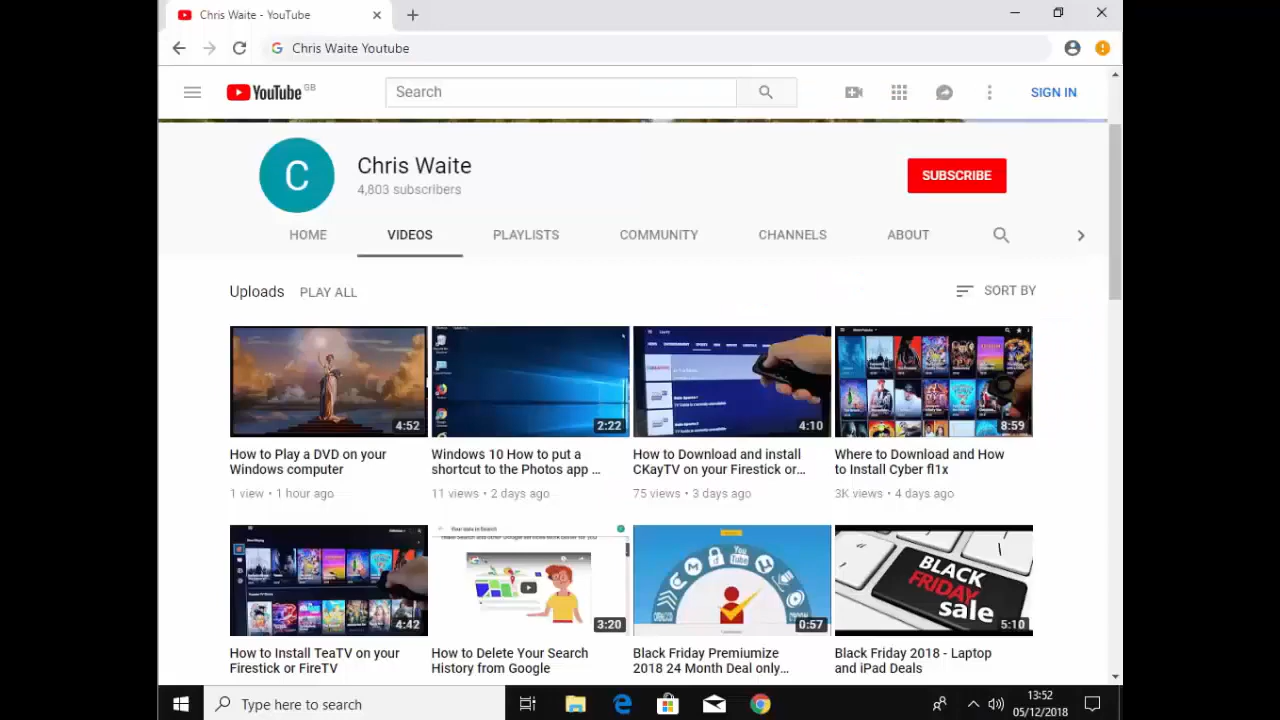 Chris Waite - YouTube
Chris Waite Youtube
YouTube GB
Search
SIGN IN
Chris Waite
4,803 subscribers
SUBSCRIBE
C
HOME
VIDEOS
PLAYLISTS
COMMUNITY
CHANNELS
ABOUT
Uploads
PLAY ALL
SORT BY
4:52
2:22
4:10
8:59
How to Play a DVD on your
Windows computer
1 view • 1 hour ago
Windows 10 How to put a
shortcut to the Photos app ...
11 views • 2 days ago
How to Download and install
CKayTV on your Firestick or...
75 views • 3 days ago
Where to Download and How
to Install Cyber fl1x
3K views • 4 days ago
4:42
Your data in Search
3:20
You
Tube
0:57
BLACK
FRIDAY
sale
5:10
How to Install TeaTV on your
Firestick or FireTV
How to Delete Your Search
History from Google
Black Friday Premiumize
2018 24 Month Deal only...
Black Friday 2018 - Laptop
and iPad Deals
Type here to search
13:52
05/12/2018